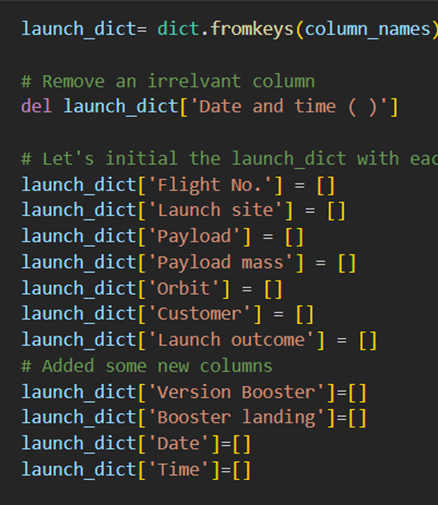 launch_dict= dict.fromkeys(column_names)
# Remove an irrelvant column
del launch_dict['Date and time ( )']
# Let's initial the launch_dict with eac
launch_dict['Flight No.'] = []
launch_dict['Launch site'] = []
launch_dict['Payload'] = []
launch_dict['Payload mass'] = []
launch_dict['Orbit'] = []
launch_dict['Customer'] = []
launch_dict['Launch outcome'] = []
# Added some new columns
launch_dict['Version Booster']=[]
launch_dict['Booster landing']=[]
launch_dict['Date']=[]
launch_dict['Time']=[]